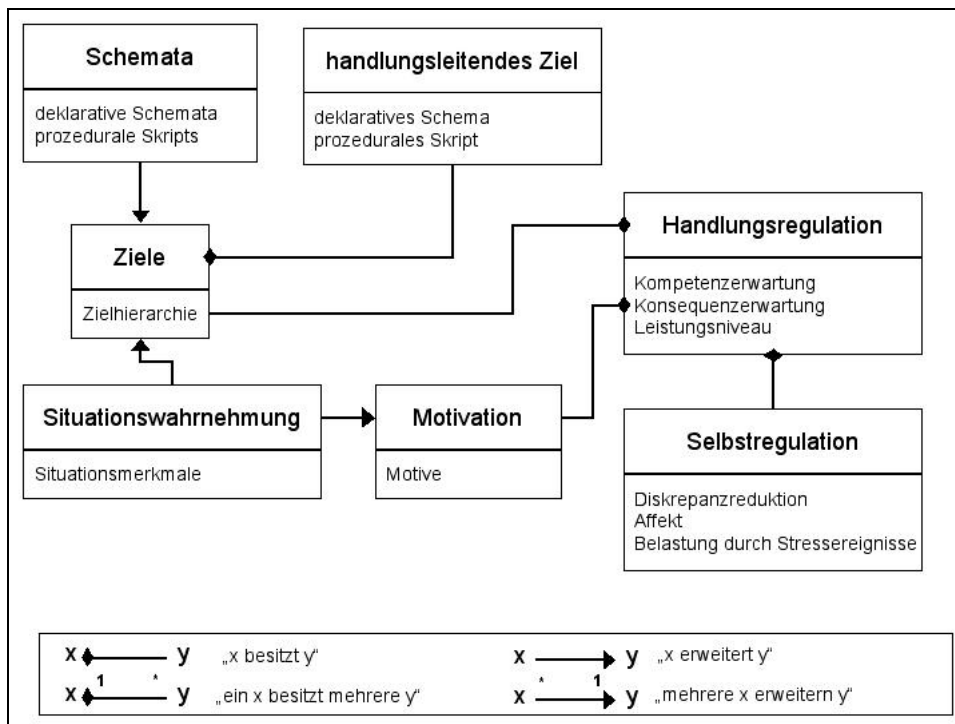 Schemata
deklarative Schemata
prozedurale Skripts
handlungsleitendes Ziel
deklaratives Schema
prozedurales Skript
Ziele
Zielhierarchie
Handlungsregulation
Kompetenzerwartung
Konsequenzerwartung
Leistungsniveau
Situationswahrnehmung
Situationsmerkmale
Motivation
Motive
Selbstregulation
Diskrepanzreduktion
Affekt
Belastung durch Stressereignisse
x y „x besitzt y“
x 1 * y „ein x besitzt mehrere y“
x y „x erweitert y“
x * 1 y „mehrere x erweitern y“